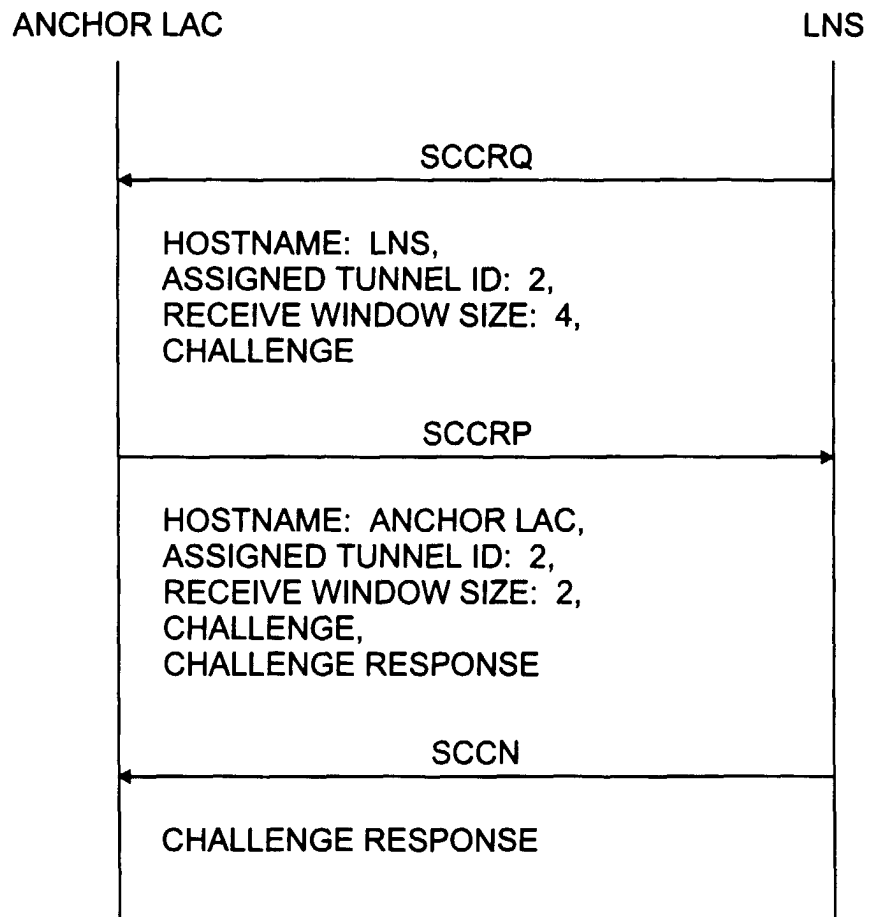 ANCHOR LAC
LNS
SCCRQ
HOSTNAME: LNS,
ASSIGNED TUNNEL ID: 2,
RECEIVE WINDOW SIZE: 4,
CHALLENGE
SCCRP
HOSTNAME: ANCHOR LAC,
ASSIGNED TUNNEL ID: 2,
RECEIVE WINDOW SIZE: 2,
CHALLENGE,
CHALLENGE RESPONSE
SCCN
CHALLENGE RESPONSE